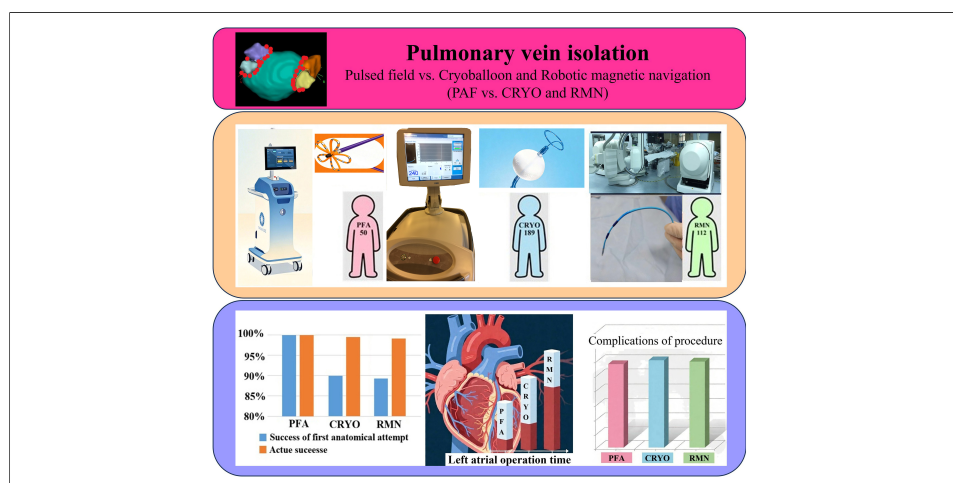 Pulmonary vein isolation
Pulsed field vs. Cryoballoon and Robotic magnetic navigation
(PAF vs. CRYO and RMN)
PFA
50
240
CRYO
189
RMN
112
100%
95%
90%
85%
80%
PFA CRYO RMN
Success of first anatomical attempt
Actue suceesse
PFA
CRYO
RMN
Left atrial operation time
Complications of procedure
PFA CRYO RMN